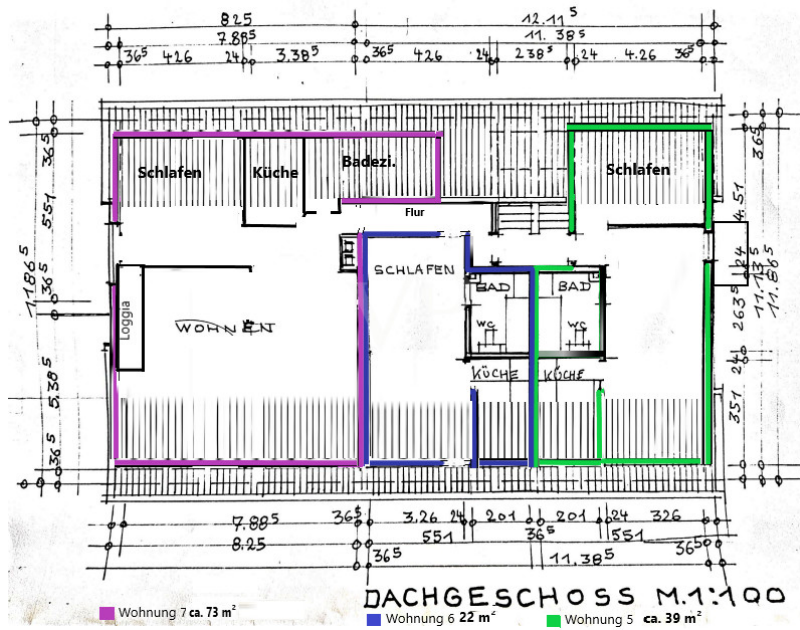 8 25 12.11⁵
7.88⁵ 11.38⁵
36⁵ 426 24 3.38⁵ 36⁵ 426 24 238⁵ 24 4.26 36⁵
36⁵ 5.51 36⁵ 5.38⁵ 36⁵
11.86⁵
Schlafen Küche Badezi. Schlafen
Flur
SCHLAFEN
BAD BAD
Loggia
WOHNEN
WC WC
KÜCHE KÜCHE
36⁵ 4.51 24 263⁵ 24 351
11.13⁵
11.86⁵
7.88⁵ 36⁵ 3.26 24 201 201 24 326
8.25 551 36⁵ 551 36⁵
36⁵ 11.38⁵
DACHGESCHOSS M.1:100
Wohnung 7 ca. 73 m²
Wohnung 6 22 m² Wohnung 5 ca. 39 m²